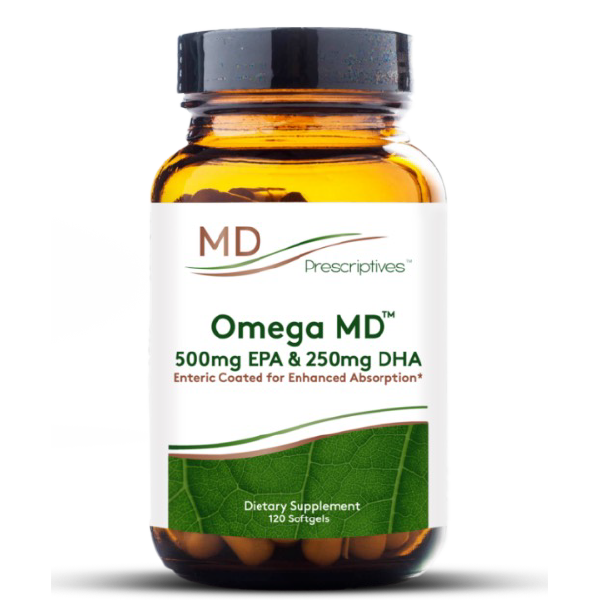 MD
Prescriptives™
Omega MD™
500mg EPA & 250mg DHA
Enteric Coated for Enhanced Absorption*
Dietary Supplement
120 Softgels